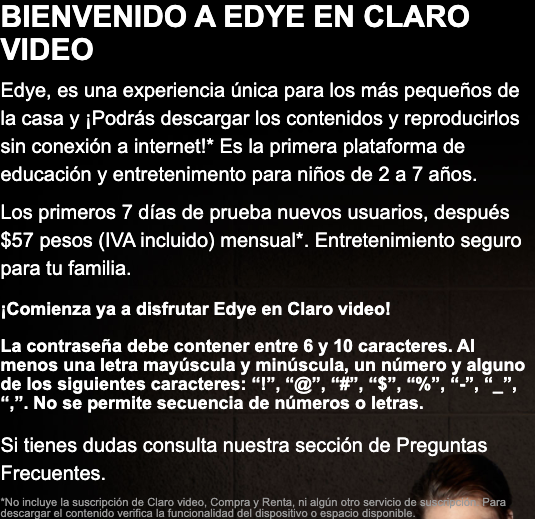 BIENVENIDO A EDYE EN CLARO
VIDEO
Edye, es una experiencia única para los más pequeños de
la casa y ¡Podrás descargar los contenidos y reproducirlos
sin conexión a internet!* Es la primera plataforma de
educación y entretenimiento para niños de 2 a 7 años.
Los primeros 7 días de prueba nuevos usuarios, después
$57 pesos (IVA incluido) mensual*. Entretenimiento seguro
para tu familia.
¡Comienza ya a disfrutar Edye en Claro video!
La contraseña debe contener entre 6 y 10 caracteres. Al
menos una letra mayúscula y minúscula, un número y alguno
de los siguientes caracteres: “!”, “@”, “#”, “$”, “%”, “-”, “_”,
“,”. No se permite secuencia de números o letras.
Si tienes dudas consulta nuestra sección de Preguntas
Frecuentes.
*No incluye la suscripción de Claro video, Compra y Renta, ni algún otro servicio de suscripción. Para
descargar el contenido verifica la funcionalidad del dispositivo o espacio disponible.